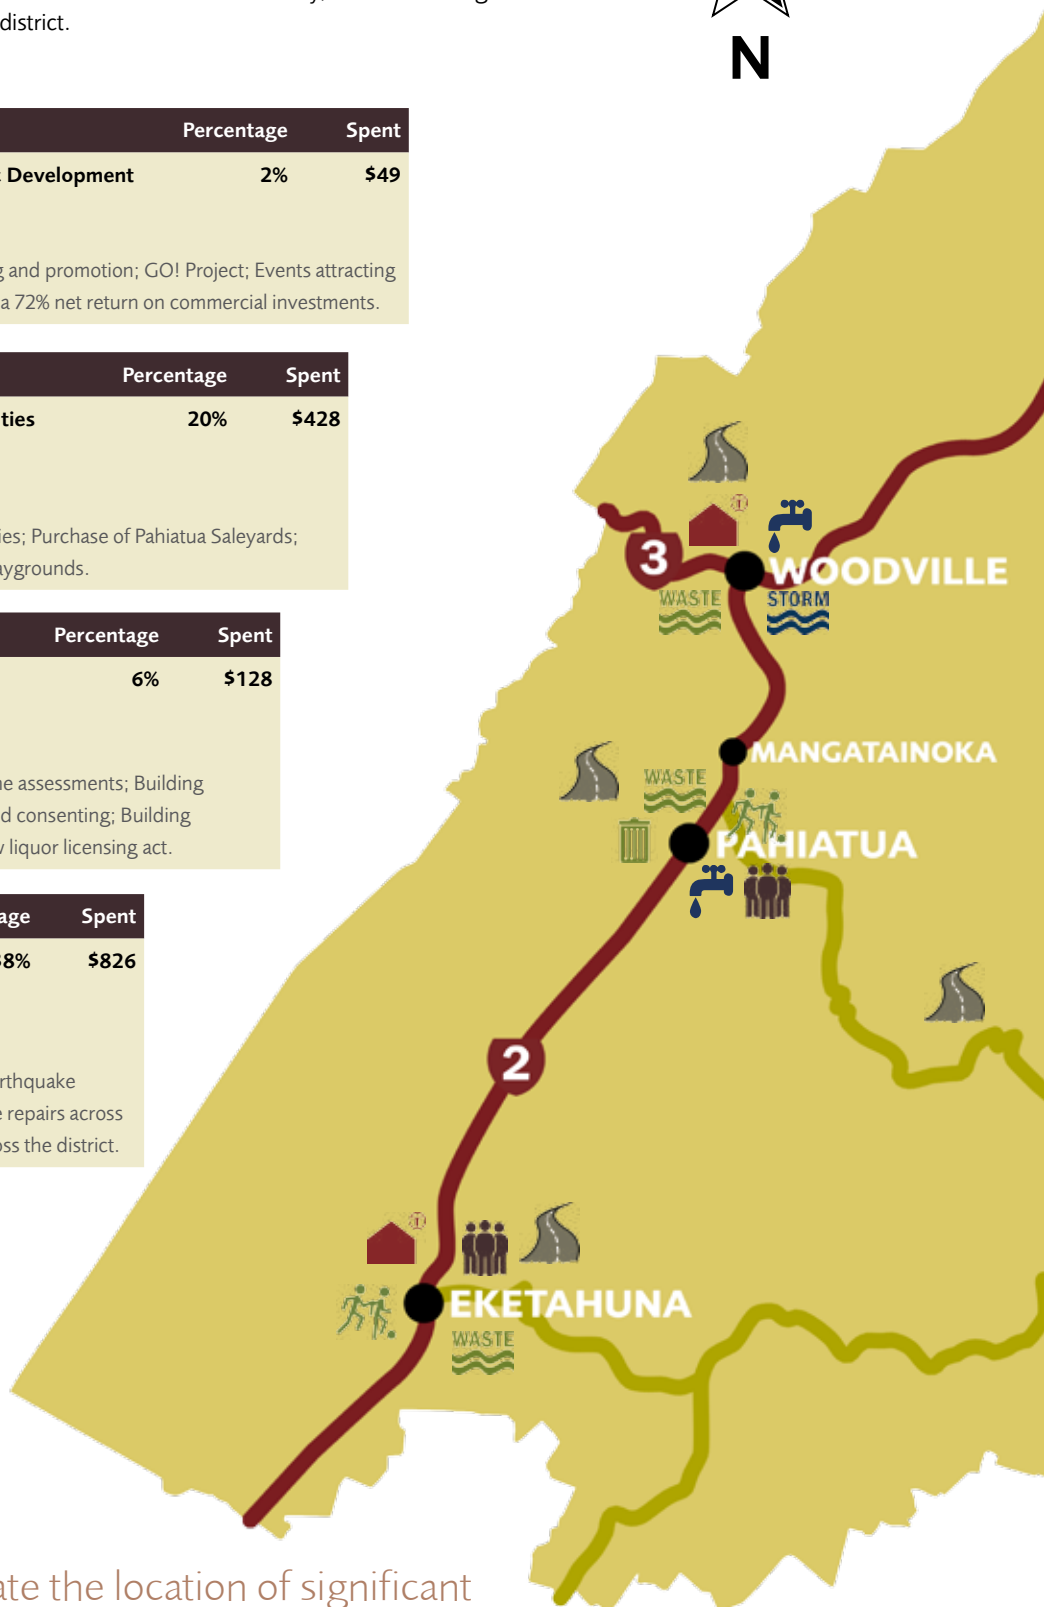 district.
N
Percentage Spent
Development 2% $49
and promotion; GO! Project; Events attracting
a 72% net return on commercial investments.
Percentage Spent
ties 20% $428
ies; Purchase of Pahiatua Saleyards;
aygrounds.
Percentage Spent
6% $128
ne assessments; Building
d consenting; Building
liquor licensing act.
age Spent
8% $826
rthquake
repairs across
oss the district.
3
WOODVILLE
WASTE
STORM
MANGATAINOKA
WASTE
PAHIATUA
2
EKETAHUNA
WASTE
ate the location of significant